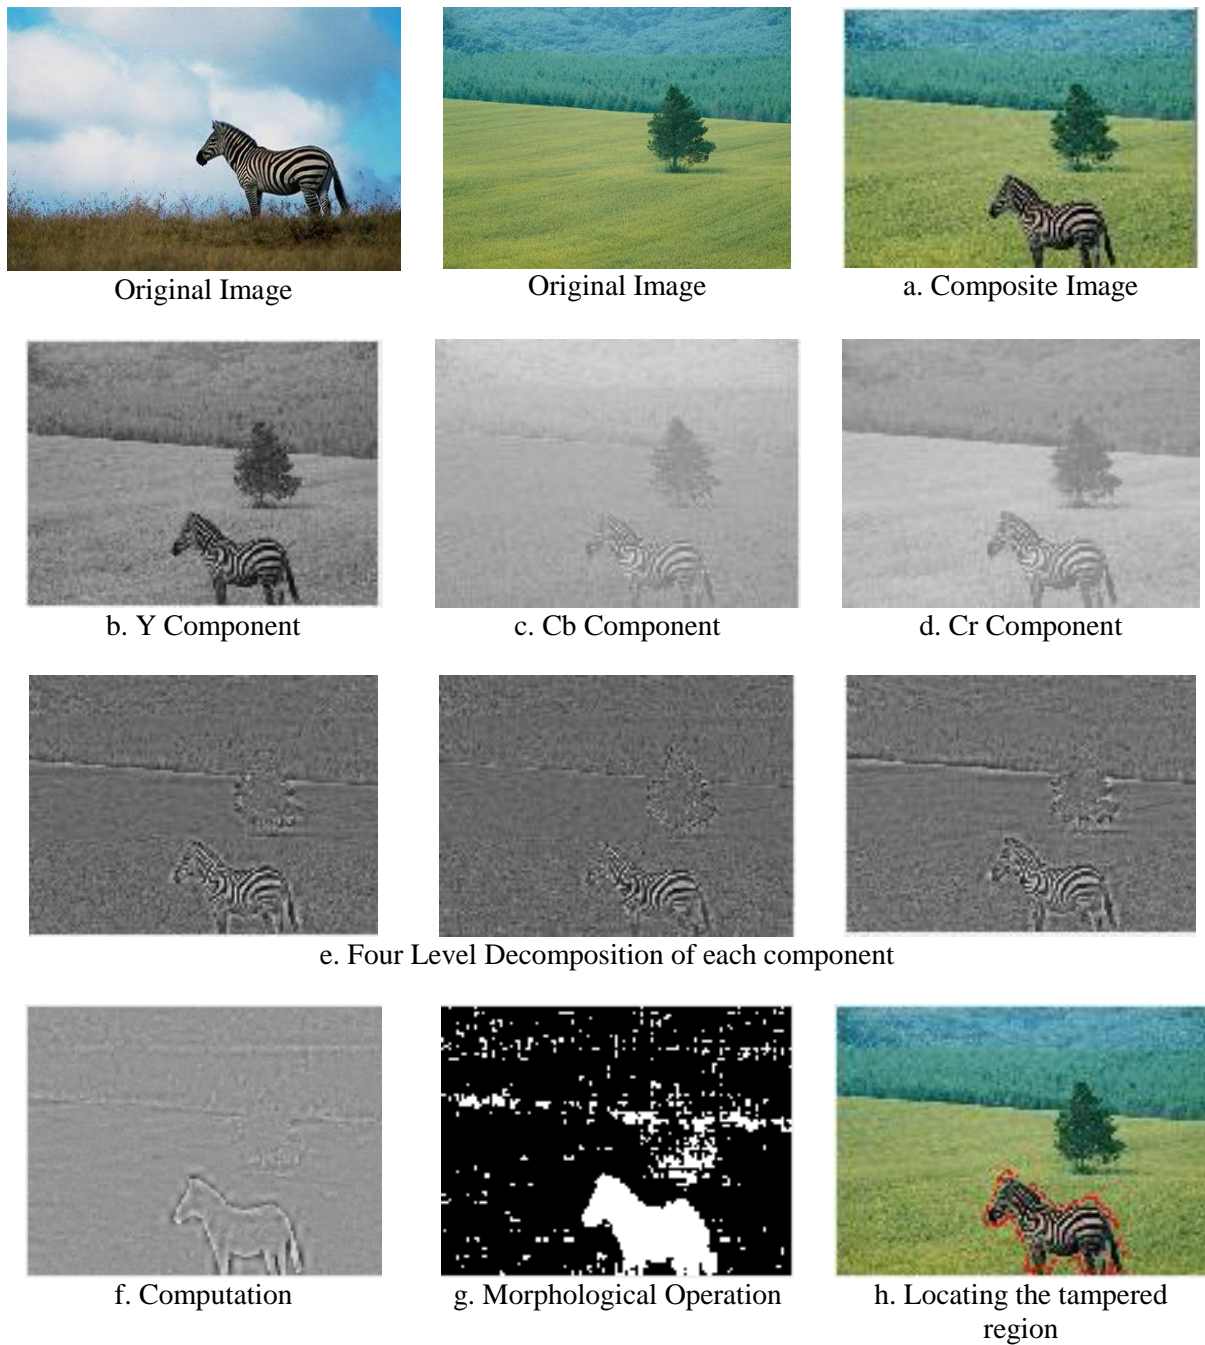 Original Image
Original Image
a. Composite Image
b. Y Component
c. Cb Component
d. Cr Component
e. Four Level Decomposition of each component
f. Computation
g. Morphological Operation
h. Locating the tampered
region